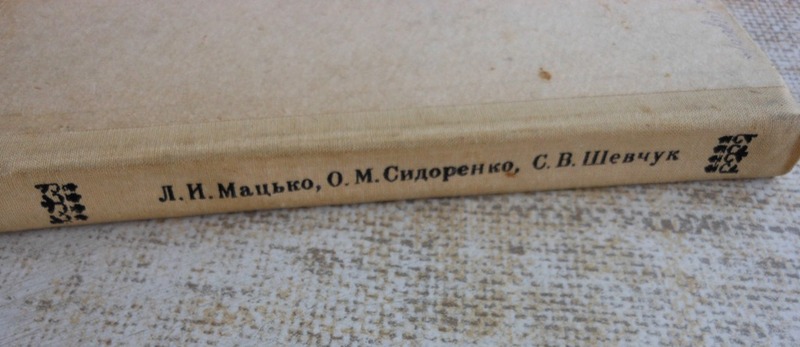 Л. И. Мацько, О. М. Сидоренко, С. В. Шевчук